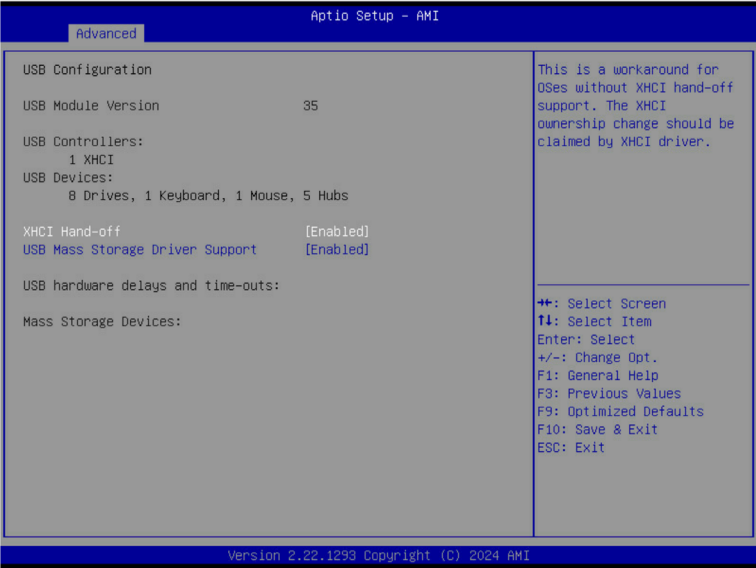 Aptio Setup - AMI
Advanced
USB Configuration
USB Module Version 35
USB Controllers:
1 XHCI
USB Devices:
8 Drives, 1 Keyboard, 1 Mouse, 5 Hubs
XHCI Hand-off [Enabled]
USB Mass Storage Driver Support [Enabled]
USB hardware delays and time-outs:
Mass Storage Devices:
This is a workaround for
OSes without XHCI hand-off
support. The XHCI
ownership change should be
claimed by XHCI driver.
→←: Select Screen
↑↓: Select Item
Enter: Select
+/-: Change Opt.
F1: General Help
F3: Previous Values
F9: Optimized Defaults
F10: Save & Exit
ESC: Exit
Version 2.22.1293 Copyright (C) 2024 AMI